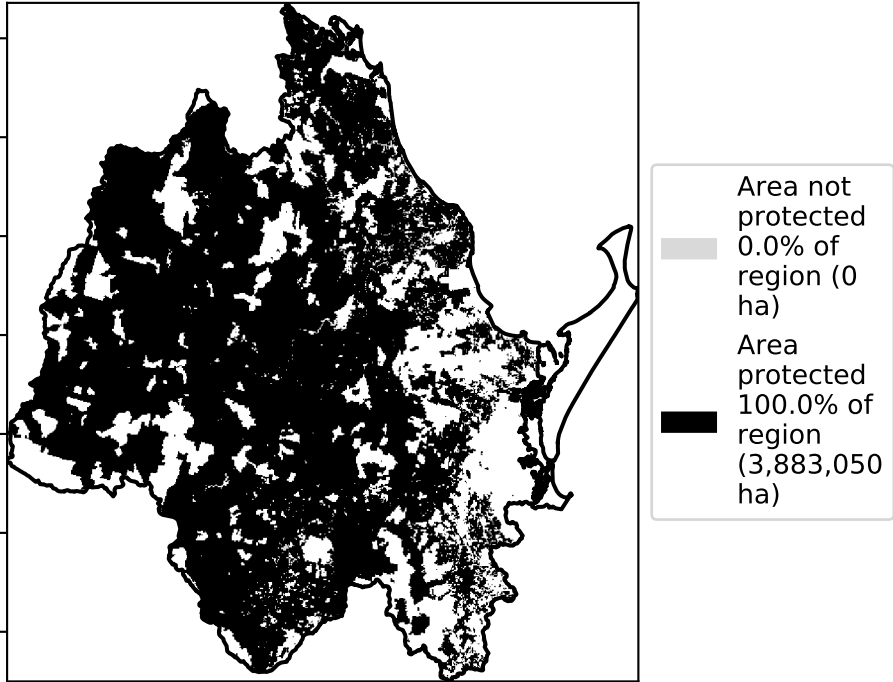 Area not
protected
0.0% of
region (0
ha)
Area
protected
100.0% of
region
(3,883,050
ha)